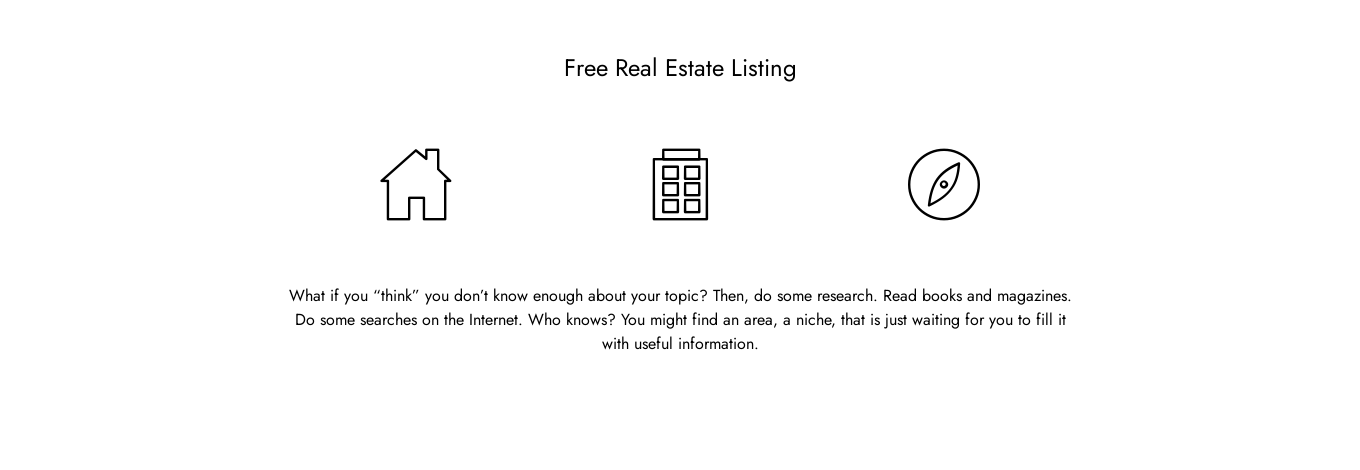 Free Real Estate Listing
What if you “think” you don’t know enough about your topic? Then, do some research. Read books and magazines.
Do some searches on the Internet. Who knows? You might find an area, a niche, that is just waiting for you to fill it
with useful information.